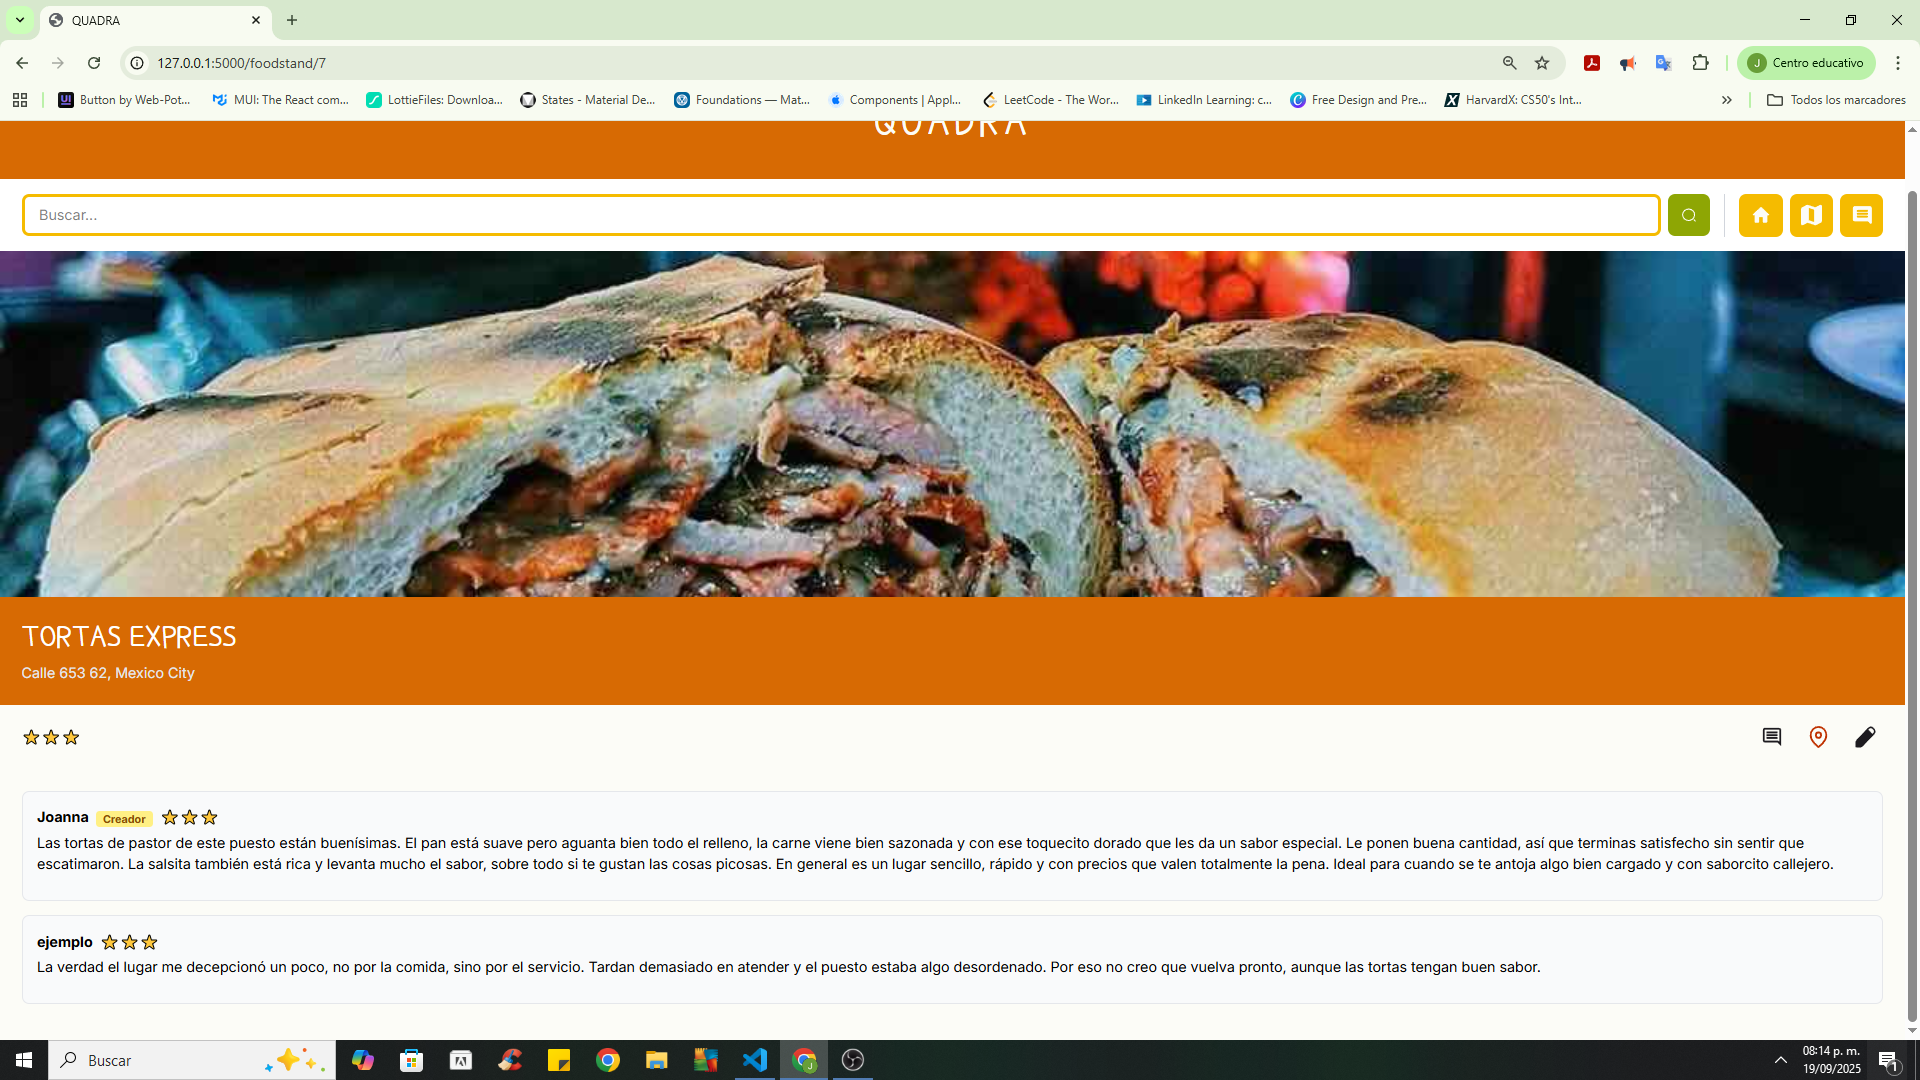 QUADRA
127.0.0.1:5000/foodstand/7
Centro educativo
Button by Web-Pot...
MUI: The React com...
LottieFiles: Downloa...
States - Material De...
Foundations — Mat...
Components | Appl...
LeetCode - The Wor...
LinkedIn Learning: c...
Free Design and Pre...
HarvardX: CS50's Int...
Todos los marcadores
QUADRA
Buscar...
TORTAS EXPRESS
Calle 653 62, Mexico City
Joanna Creador
Las tortas de pastor de este puesto están buenísimas. El pan está suave pero aguanta bien todo el relleno, la carne viene bien sazonada y con ese toquecito dorado que les da un sabor especial. Le ponen buena cantidad, así que terminas satisfecho sin sentir que
escatimaron. La salsita también está rica y levanta mucho el sabor, sobre todo si te gustan las cosas picosas. En general es un lugar sencillo, rápido y con precios que valen totalmente la pena. Ideal para cuando se te antoja algo bien cargado y con saborcito callejero.
ejemplo
La verdad el lugar me decepcionó un poco, no por la comida, sino por el servicio. Tardan demasiado en atender y el puesto estaba algo desordenado. Por eso no creo que vuelva pronto, aunque las tortas tengan buen sabor.
Buscar
08:14 p. m.
19/09/2025
1